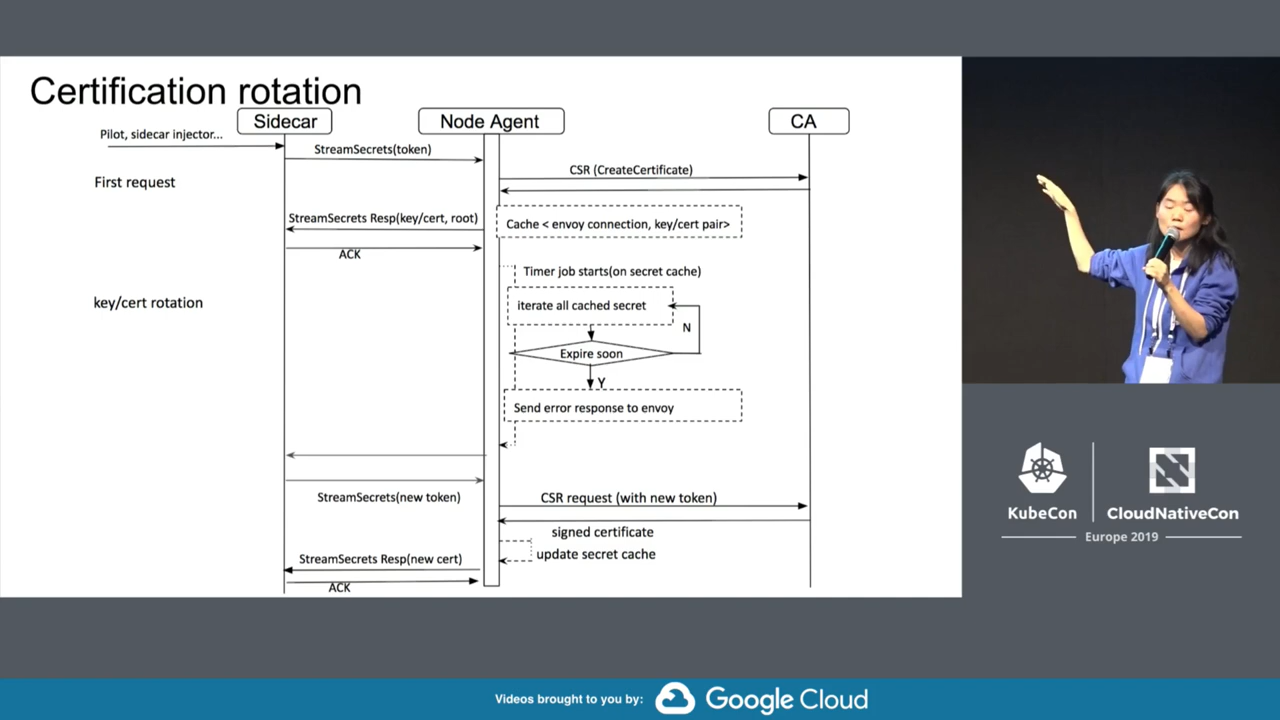 Certification rotation
Sidecar
Node Agent
CA
Pilot, sidecar injector...
StreamSecrets(token)
CSR (CreateCertificate)
First request
StreamSecrets Resp(key/cert, root)
Cache < envoy connection, key/cert pair>
ACK
Timer job starts(on secret cache)
key/cert rotation
iterate all cached secret
N
Expire soon
Y
Send error response to envoy
StreamSecrets(new token)
CSR request (with new token)
signed certificate
update secret cache
StreamSecrets Resp(new cert)
ACK
KubeCon
CloudNativeCon
Europe 2019
Videos brought to you by:
Google Cloud